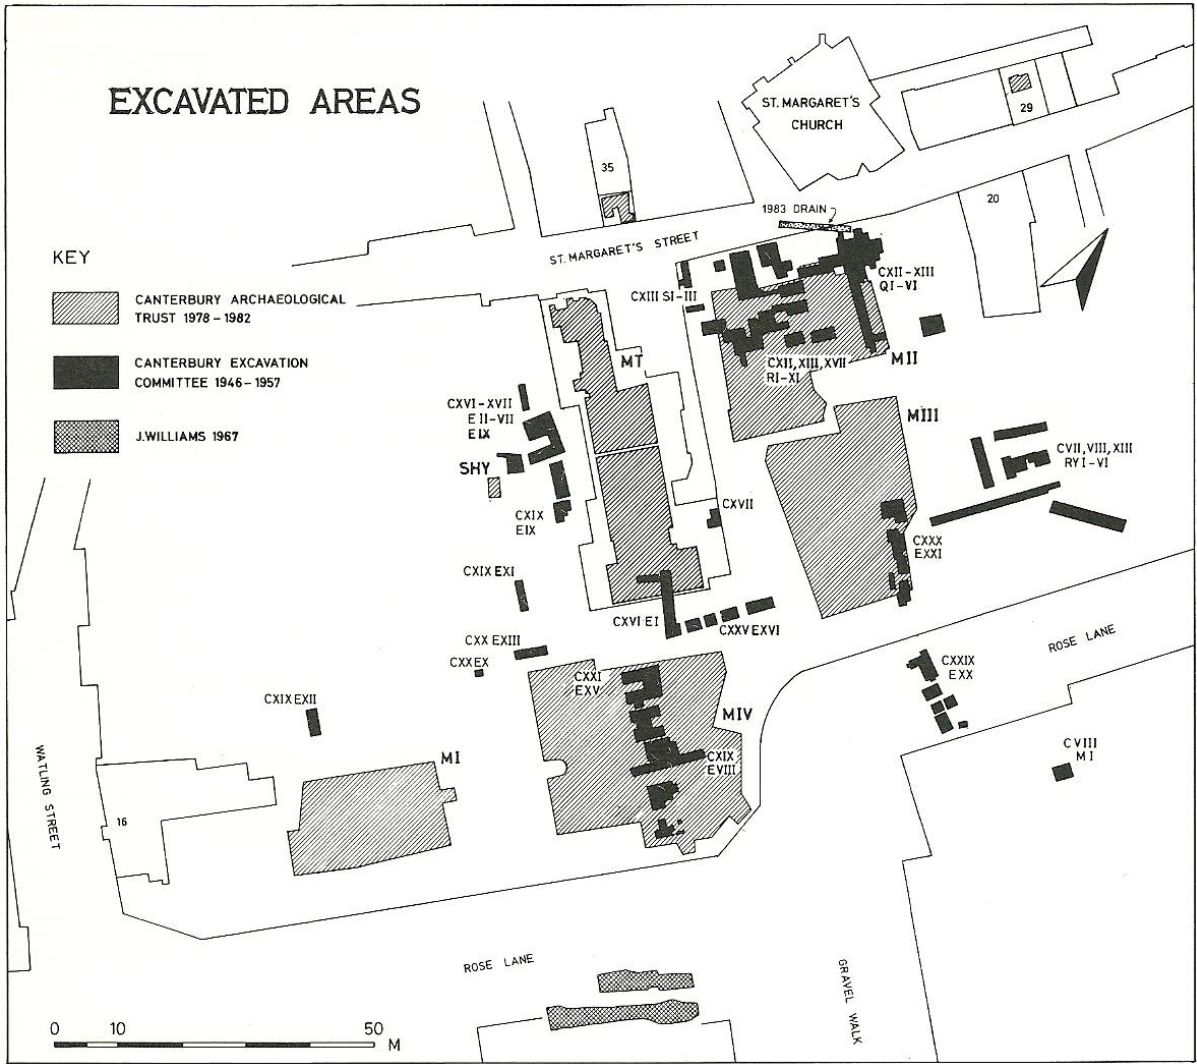 EXCAVATED AREAS
ST. MARGARET'S
CHURCH
29
35
20
1983 DRAIN
ST. MARGARET'S STREET
KEY
CANTERBURY ARCHAEOLOGICAL
TRUST 1978 – 1982
CANTERBURY EXCAVATION
COMMITTEE 1946 – 1957
J. WILLIAMS 1967
CXIII SI – III
CXII – XIII
QI – VI
CXII, XIII, XVII
RI – XI
MII
MT
MIII
CXVI – XVII
EII – VII
EIX
SHY
CXIX
EIX
CXVII
CVII, VIII, XIII
RYI – VI
CXXX
EXXI
CXIX EXI
CXVI EI
CXXV EXVI
CXX EXIII
CXX EX
CXXI
EXV
CXIX EXII
MIV
CXIX
EVIII
MI
ROSE LANE
CXXIX
EXX
CVIII
MI
WATLING STREET
16
ROSE LANE
GRAVEL WALK
0 10 50
M